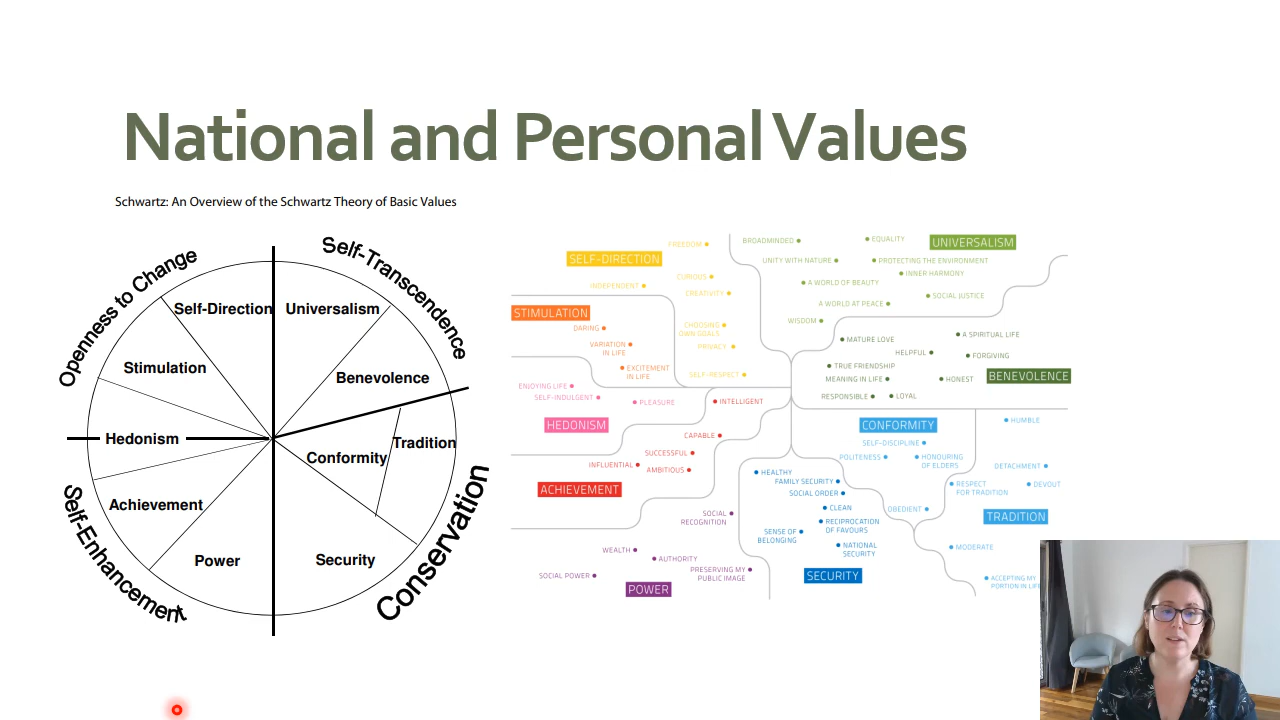 National and Personal Values
Schwartz: An Overview of the Schwartz Theory of Basic Values
Openness to Change
Self-Transcendence
Self-Direction
Universalism
Stimulation
Benevolence
Hedonism
Tradition
Conformity
Achievement
Power
Security
Self-Enhancement
Conservation
FREEDOM
SELF-DIRECTION
CURIOUS
INDEPENDENT
CREATIVITY
CHOOSING
OWN GOALS
PRIVACY
SELF-RESPECT
STIMULATION
DARING
VARIATION
IN LIFE
EXCITEMENT
IN LIFE
BROADMINDED
EQUALITY
UNIVERSALISM
UNITY WITH NATURE
PROTECTING THE ENVIRONMENT
INNER HARMONY
A WORLD OF BEAUTY
SOCIAL JUSTICE
A WORLD AT PEACE
WISDOM
A SPIRITUAL LIFE
MATURE LOVE
HELPFUL
FORGIVING
TRUE FRIENDSHIP
MEANING IN LIFE
HONEST
BENEVOLENCE
RESPONSIBLE
LOYAL
ENJOYING LIFE
SELF-INDULGENT
PLEASURE
HEDONISM
INTELLIGENT
CAPABLE
SUCCESSFUL
INFLUENTIAL
AMBITIOUS
ACHIEVEMENT
SOCIAL
RECOGNITION
WEALTH
AUTHORITY
PRESERVING MY
PUBLIC IMAGE
SOCIAL POWER
POWER
HEALTHY
FAMILY SECURITY
SOCIAL ORDER
CLEAN
RECIPROCATION
OF FAVOURS
SENSE OF
BELONGING
NATIONAL
SECURITY
SECURITY
CONFORMITY
SELF-DISCIPLINE
POLITENESS
HONOURING
OF ELDERS
OBEDIENT
HUMBLE
DETACHMENT
RESPECT
FOR TRADITION
DEVOUT
TRADITION
MODERATE
ACCEPTING MY
PORTION IN LIF